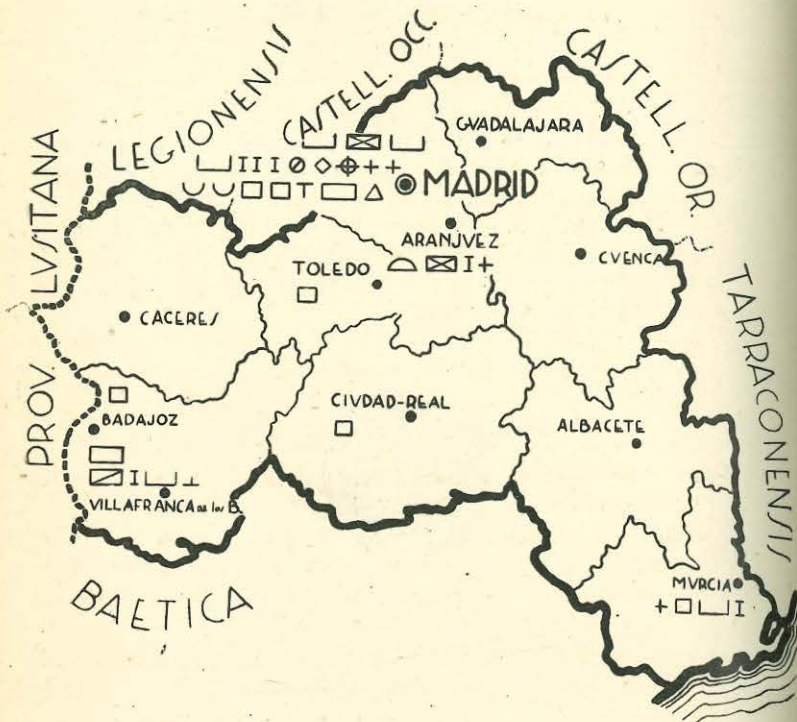 LEGIONENSIS
CASTELL. OCC.
CASTELL. OR.
PROV. LVSITANA
TARRACONENSIS
BAETICA
GVADALAJARA
MADRID
ARANJVEZ
TOLEDO
CVENCA
CACERES
BADAJOZ
CIVDAD-REAL
ALBACETE
VILLAFRANCA de los B.
MVRCIA